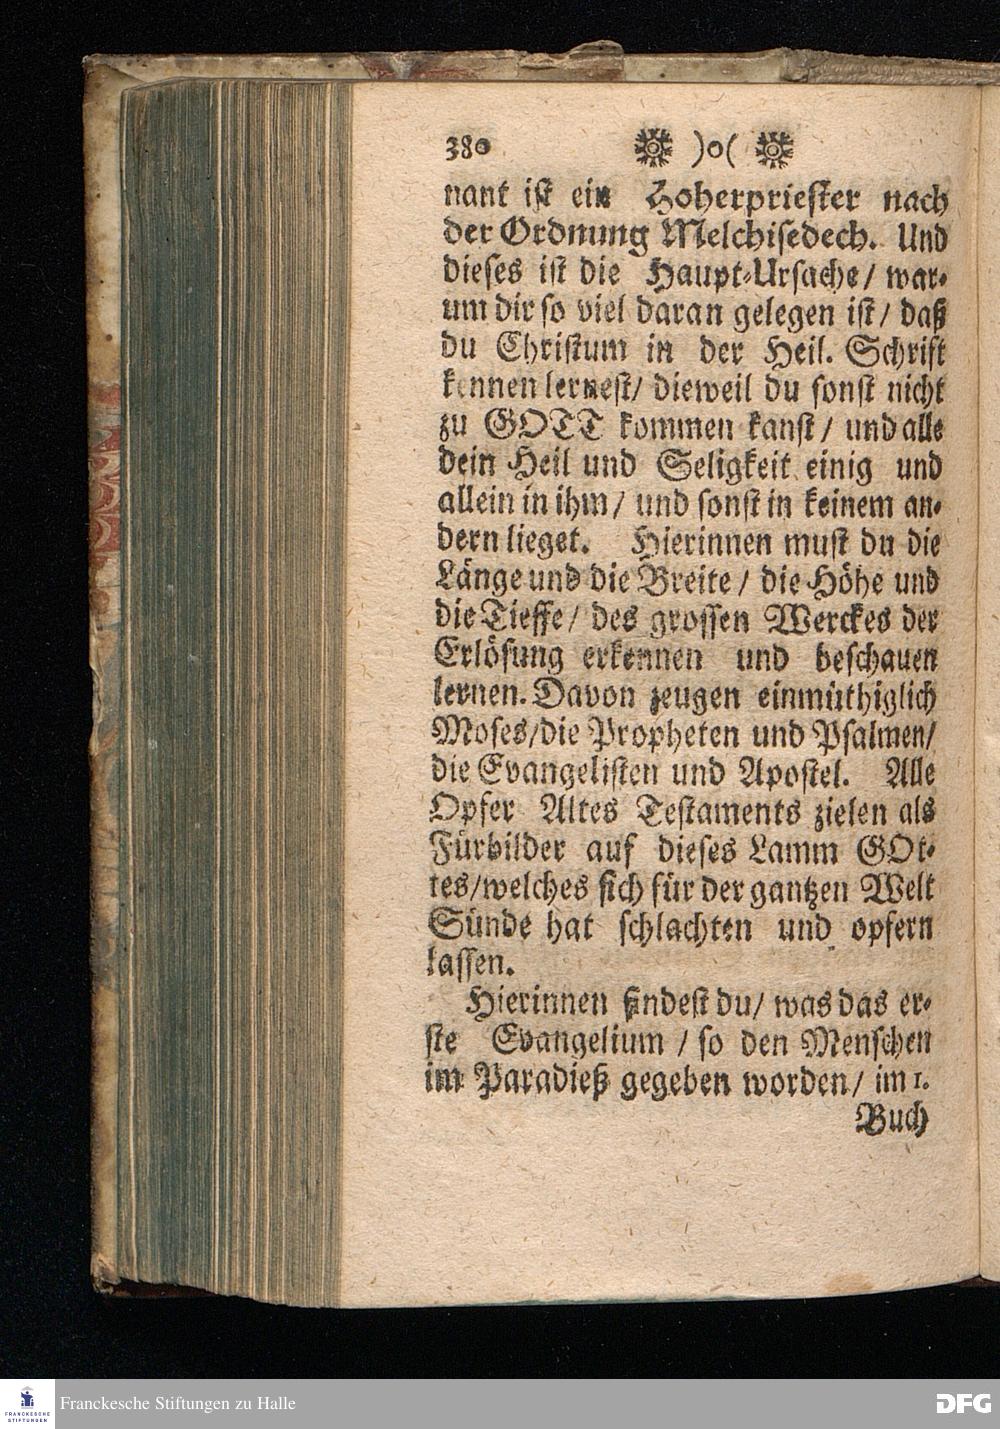 380 )o(
nant ist ein Hoherpriester nach
der Ordnung Melchisedech. Und
dieses ist die Haupt-Ursache/ war-
um dir so viel daran gelegen ist/ daß
du Christum in der Heil. Schrift
kennen lernest/ dieweil du sonst nicht
zu GOTT kommen kanst/ und alle
dein Heil und Seligkeit einig und
allein in ihm/ und sonst in keinem an-
dern lieget. Hierinnen must du die
Länge und die Breite/ die Höhe und
die Tieffe/ des grossen Werckes der
Erlösung erkennen und beschauen
lernen. Davon zeugen einmüthiglich
Moses/die Propheten und Psalmen/
die Evangelisten und Apostel. Alle
Opfer Altes Testaments zielen als
Fürbilder auf dieses Lamm GOt-
tes/welches sich für der gantzen Welt
Sünde hat schlachten und opfern
lassen.
Hierinnen findest du/ was das er-
ste Evangelium / so den Menschen
im Paradieß gegeben worden/ im 1.
Buch
FRANCKESCHE
STIFTUNGEN
Franckesche Stiftungen zu Halle
DFG